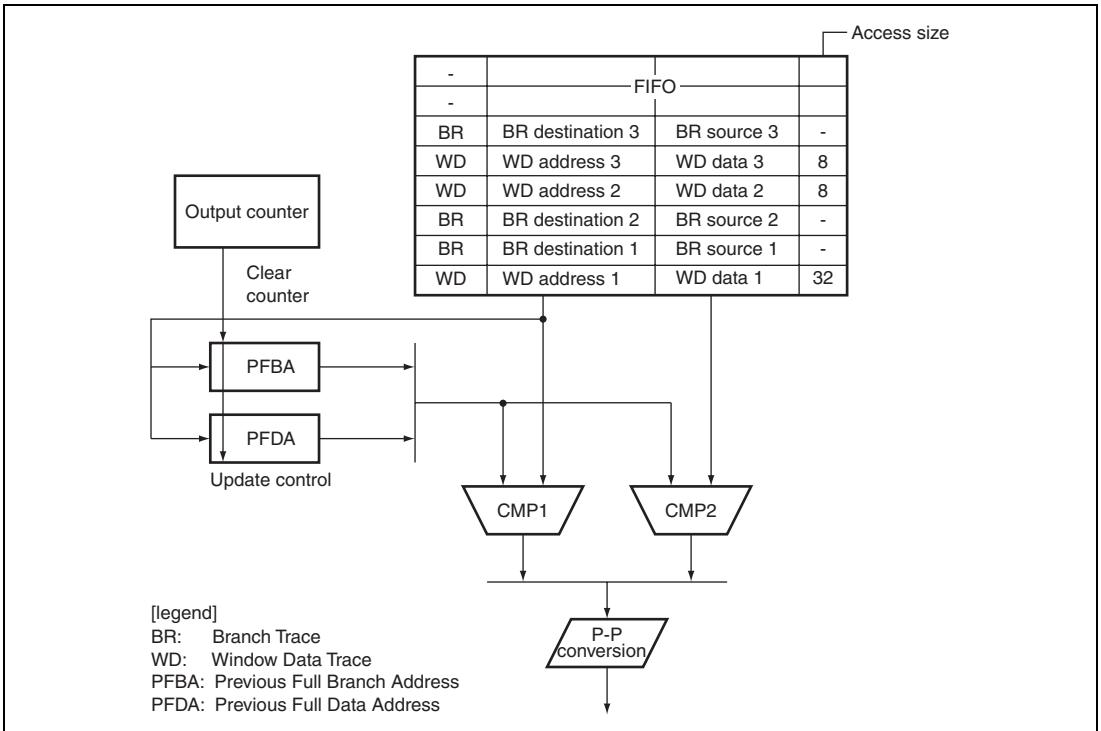 Access size
-
FIFO
-
BR BR destination 3 BR source 3 -
WD WD address 3 WD data 3 8
WD WD address 2 WD data 2 8
BR BR destination 2 BR source 2 -
BR BR destination 1 BR source 1 -
WD WD address 1 WD data 1 32
Output counter
Clear
counter
PFBA
PFDA
Update control
CMP1 CMP2
P-P
conversion
[legend]
BR: Branch Trace
WD: Window Data Trace
PFBA: Previous Full Branch Address
PFDA: Previous Full Data Address